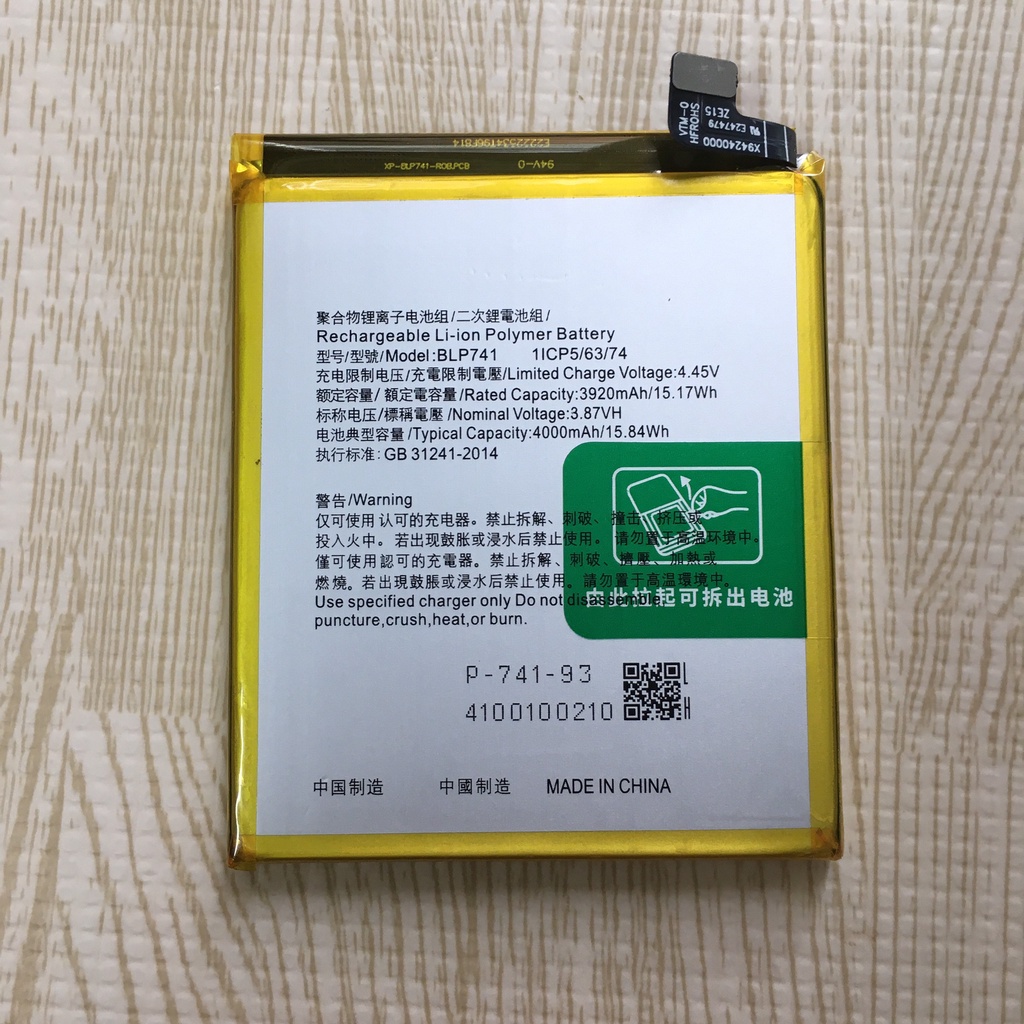 VTM-0
HFROHS
ZE15
E247479
X94240000
E2222534T96F814
XP-BLP741-ROB.PCB
94V-0
聚合物锂离子电池组/二次鋰電池組/
Rechargeable Li-ion Polymer Battery
型号/型號/Model:BLP741 1ICP5/63/74
充电限制电压/充電限制電壓/Limited Charge Voltage:4.45V
额定容量/ 額定電容量/Rated Capacity:3920mAh/15.17Wh
标称电压/標稱電壓 /Nominal Voltage:3.87VH
电池典型容量 /Typical Capacity:4000mAh/15.84Wh
执行标准: GB 31241-2014
警告/Warning
仅可使用 认可的充电器。禁止拆解、刺破、撞击、挤压或
投入火中。 若出现鼓胀或浸水后禁止使用。 请勿置于高温环境中。
僅可使用認可的充電器。禁止拆解、刺破、擠壓、加熱或
燃燒。若出現鼓脹或浸水后禁止使用。請勿置于高溫環境中。
Use specified charger only Do not disassemble,
由此拉起可拆出电池
puncture,crush,heat,or burn.
P-741-93
4100100210
L
H
中国制造 中國制造 MADE IN CHINA